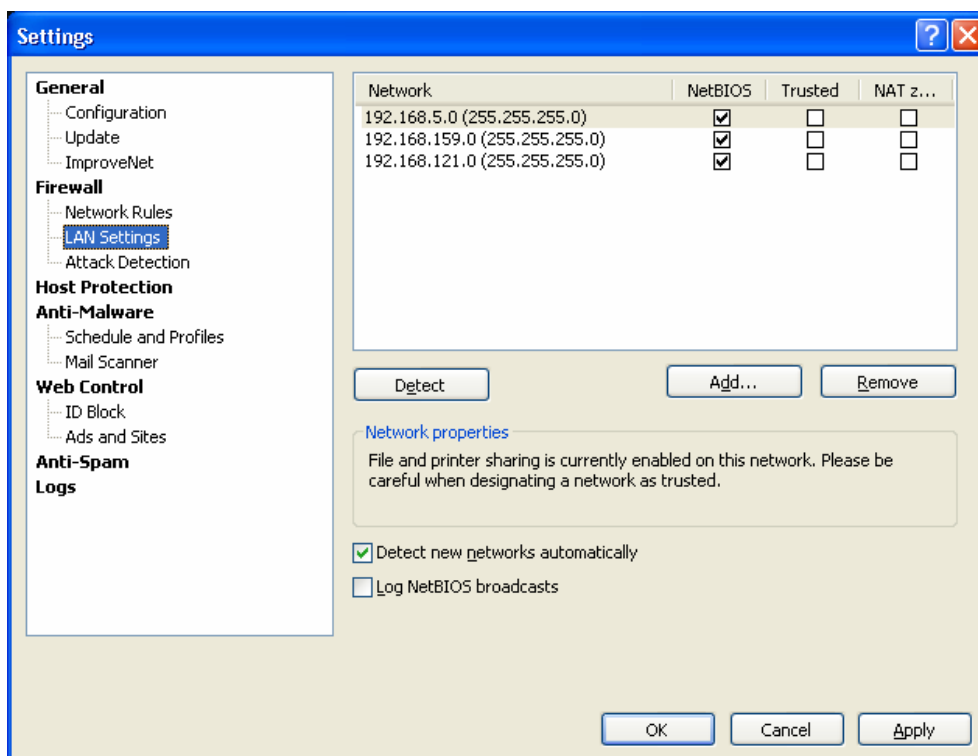 Settings
General
Configuration
Update
ImproveNet
Firewall
Network Rules
LAN Settings
Attack Detection
Host Protection
Anti-Malware
Schedule and Profiles
Mail Scanner
Web Control
ID Block
Ads and Sites
Anti-Spam
Logs
Network NetBIOS Trusted NAT z...
192.168.5.0 (255.255.255.0)
192.168.159.0 (255.255.255.0)
192.168.121.0 (255.255.255.0)
Detect Add... Remove
Network properties
File and printer sharing is currently enabled on this network. Please be
careful when designating a network as trusted.
Detect new networks automatically
Log NetBIOS broadcasts
OK Cancel Apply